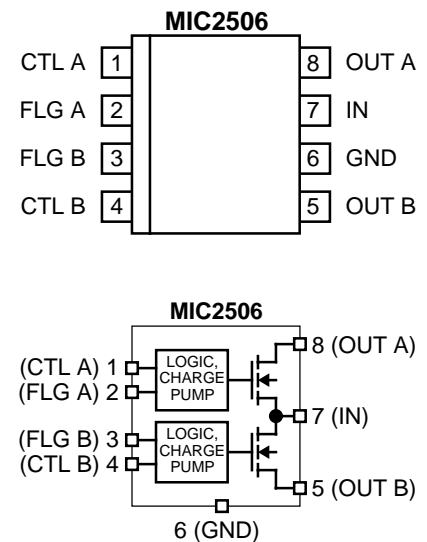 MIC2506
CTL A 1 8 OUT A
FLG A 2 7 IN
FLG B 3 6 GND
CTL B 4 5 OUT B
MIC2506
8 (OUT A)
(CTL A) 1
(FLG A) 2
LOGIC,
CHARGE
PUMP
7 (IN)
(FLG B) 3
(CTL B) 4
LOGIC,
CHARGE
PUMP
5 (OUT B)
6 (GND)